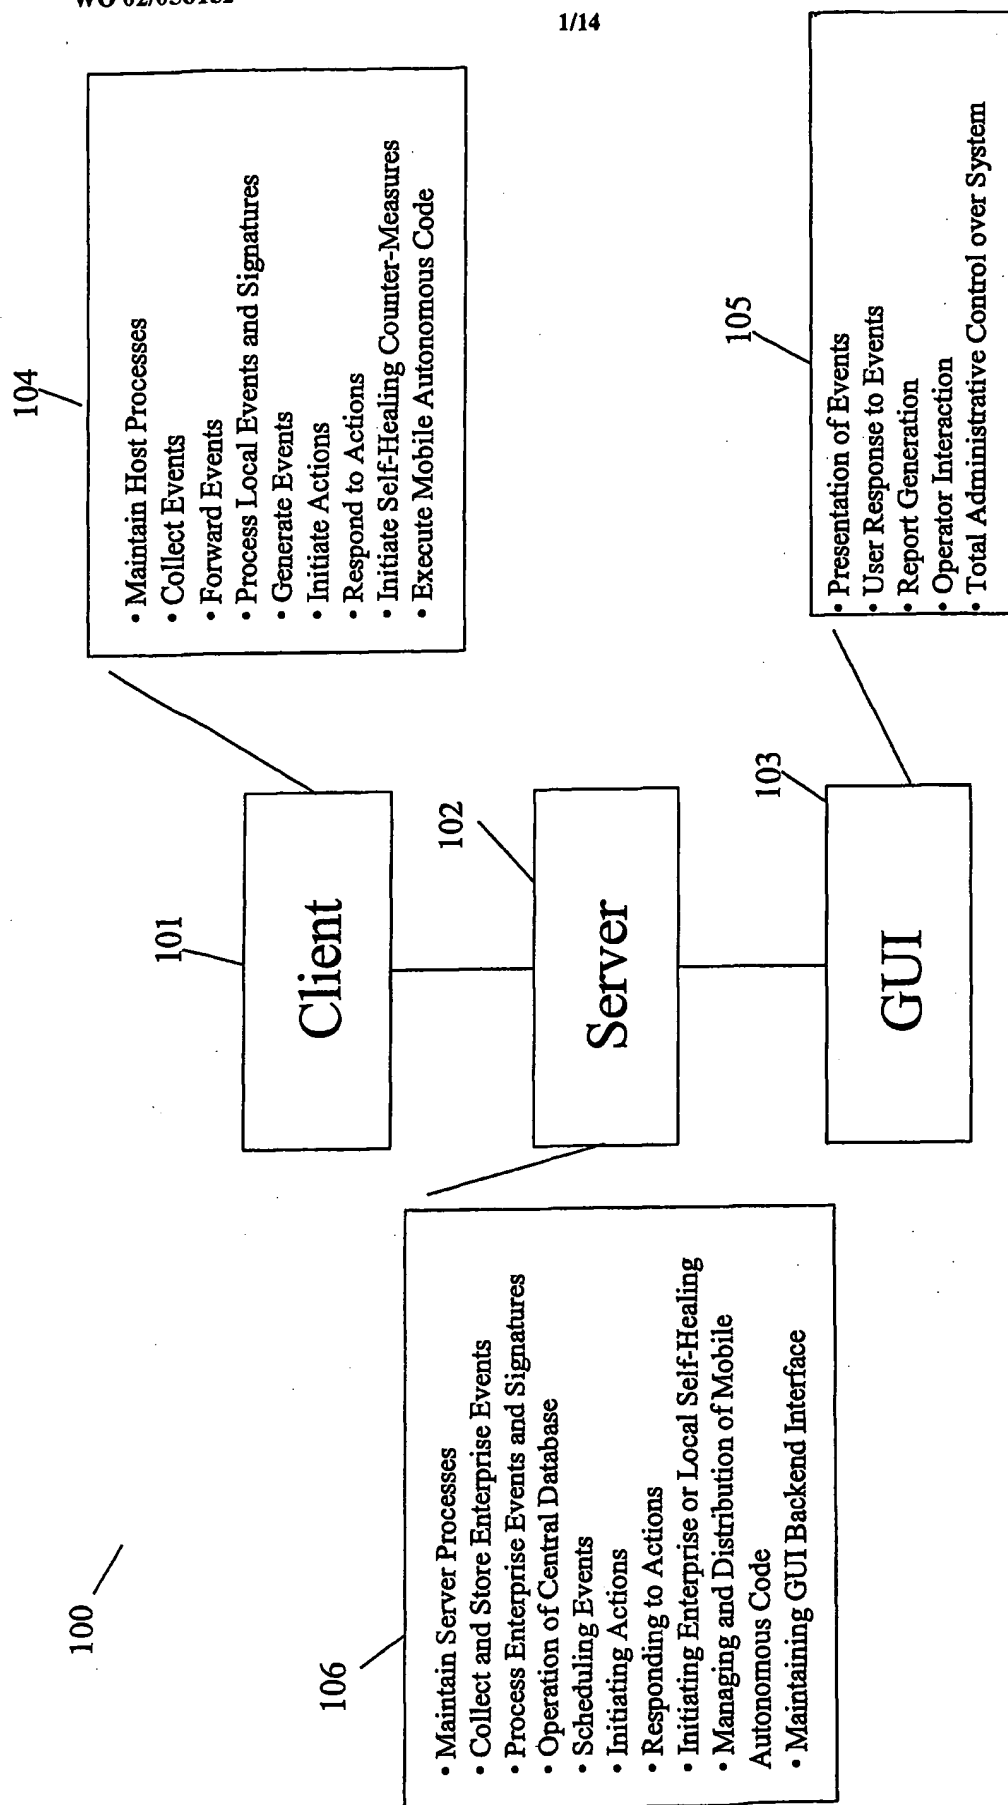 1/14
100
101
Client
102
Server
103
GUI
104
• Maintain Host Processes
• Collect Events
• Forward Events
• Process Local Events and Signatures
• Generate Events
• Initiate Actions
• Respond to Actions
• Initiate Self-Healing Counter-Measures
• Execute Mobile Autonomous Code
105
• Presentation of Events
• User Response to Events
• Report Generation
• Operator Interaction
• Total Administrative Control over System
106
• Maintain Server Processes
• Collect and Store Enterprise Events
• Process Enterprise Events and Signatures
• Operation of Central Database
• Scheduling Events
• Initiating Actions
• Responding to Actions
• Initiating Enterprise or Local Self-Healing
• Managing and Distribution of Mobile
Autonomous Code
• Maintaining GUI Backend Interface